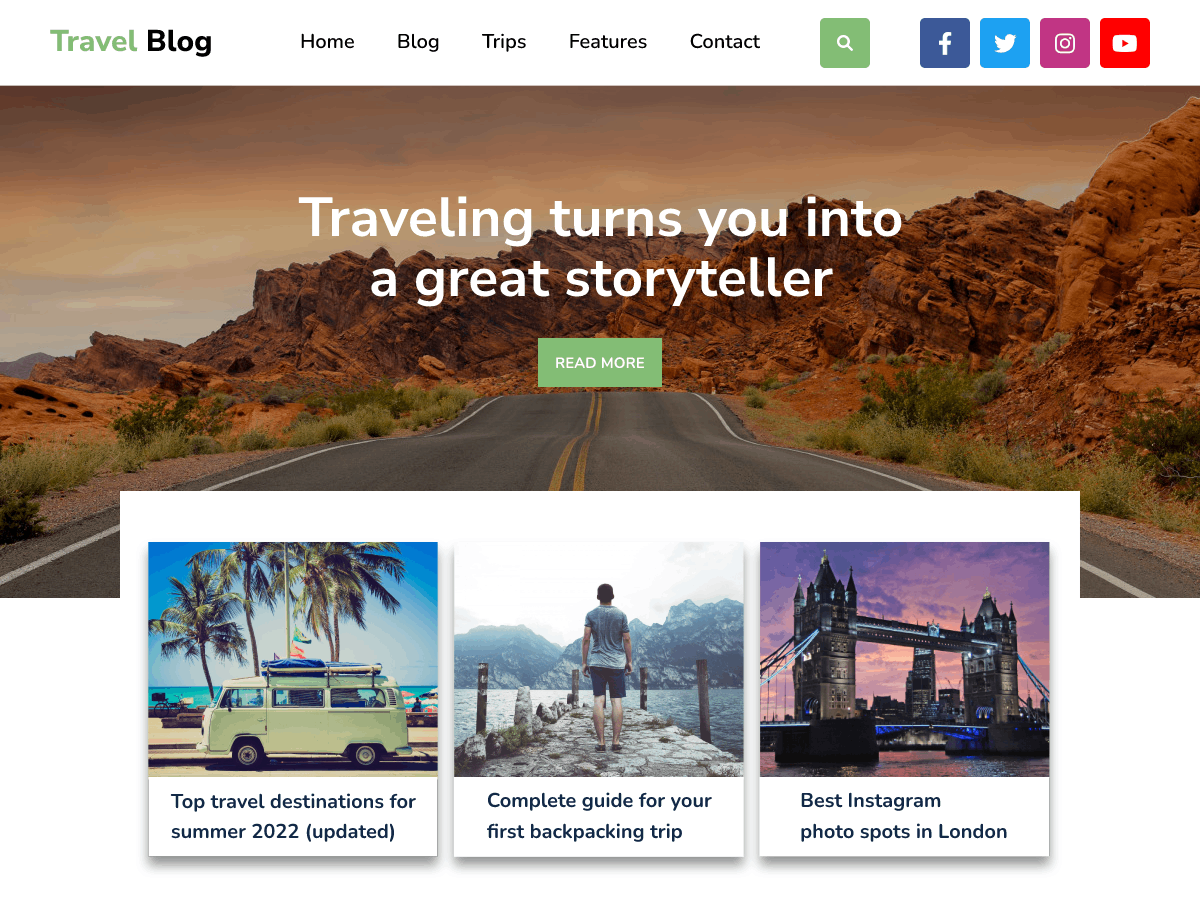 Travel Blog
Home Blog Trips Features Contact
Traveling turns you into
a great storyteller
READ MORE
Top travel destinations for
summer 2022 (updated)
Complete guide for your
first backpacking trip
Best Instagram
photo spots in London